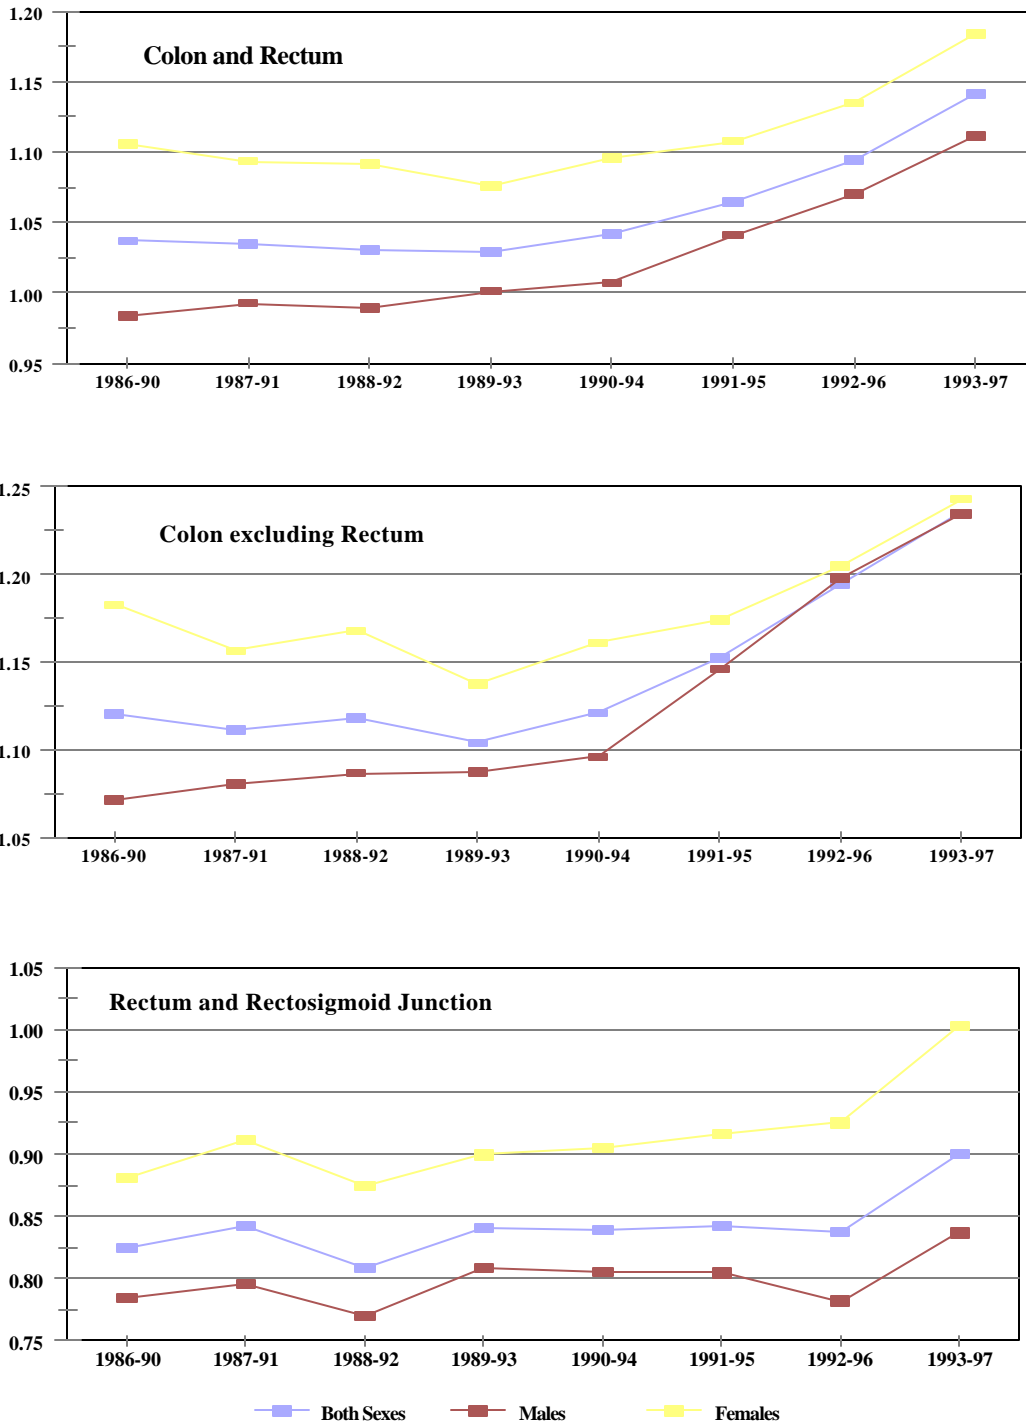 1.20
Colon and Rectum
1.15
1.10
1.05
1.00
0.95
1986-90 1987-91 1988-92 1989-93 1990-94 1991-95 1992-96 1993-97
1.25
Colon excluding Rectum
1.20
1.15
1.10
1.05
1986-90 1987-91 1988-92 1989-93 1990-94 1991-95 1992-96 1993-97
1.05
Rectum and Rectosigmoid Junction
1.00
0.95
0.90
0.85
0.80
0.75
1986-90 1987-91 1988-92 1989-93 1990-94 1991-95 1992-96 1993-97
Both Sexes Males Females